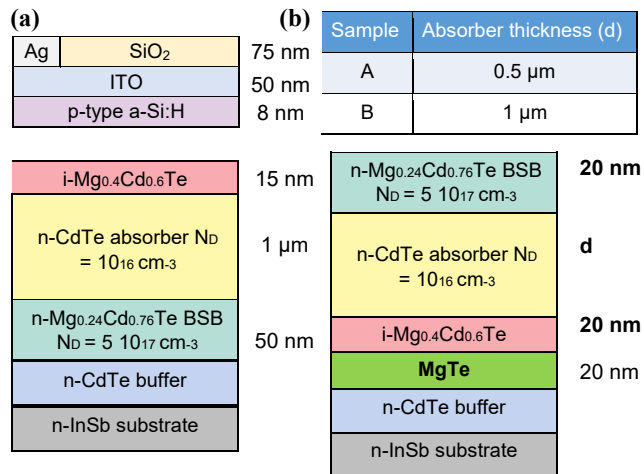 (a)
Ag SiO₂ 75 nm
ITO 50 nm
p-type a-Si:H 8 nm
i-Mg0.4Cd0.6Te 15 nm
n-CdTe absorber ND
= 1016 cm-3
1 μm
n-Mg0.24Cd0.76Te BSB
ND = 5 1017 cm-3
50 nm
n-CdTe buffer
n-InSb substrate
(b)
Sample Absorber thickness (d)
A 0.5 μm
B 1 μm
n-Mg0.24Cd0.76Te BSB
ND = 5 1017 cm-3
20 nm
n-CdTe absorber ND
= 1016 cm-3
d
i-Mg0.4Cd0.6Te 20 nm
MgTe 20 nm
n-CdTe buffer
n-InSb substrate